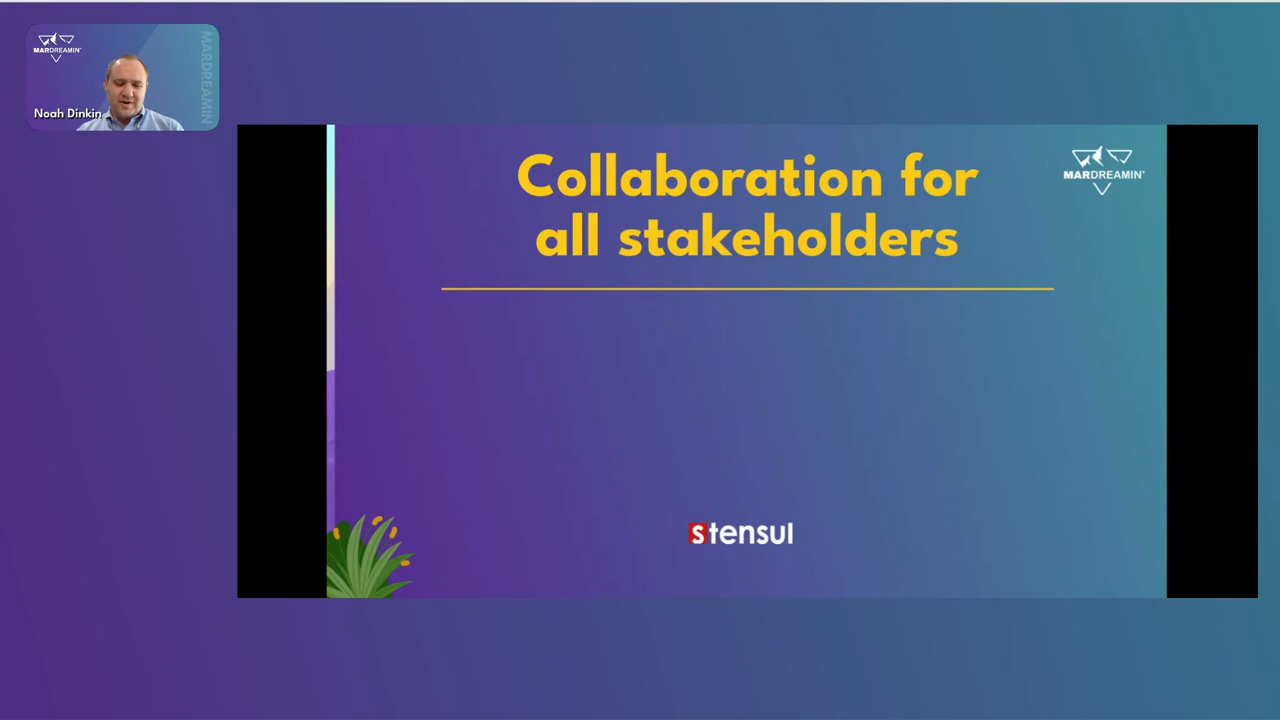 MARDREAMIN'
MARDREAMIN
Noah Dinkin
Collaboration for
all stakeholders
MARDREAMIN'
stensul